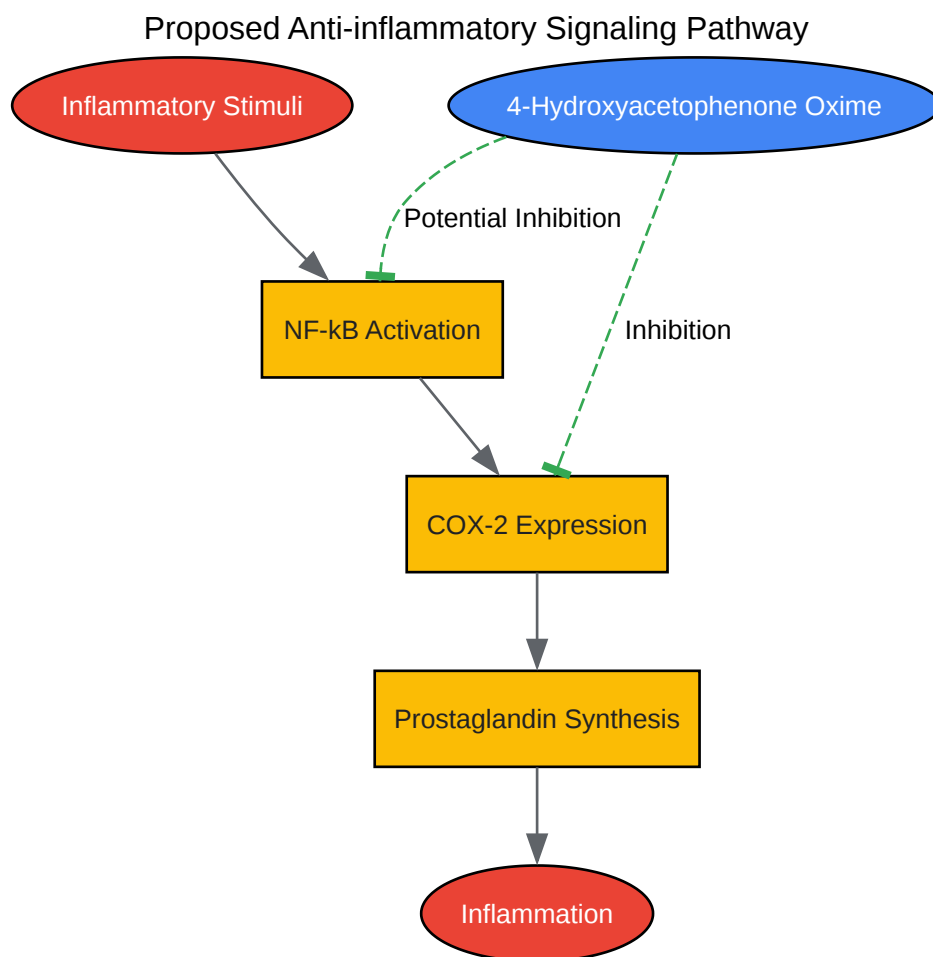 Proposed Anti-inflammatory Signaling Pathway
Inflammatory Stimuli
4-Hydroxyacetophenone Oxime
Potential Inhibition
NF-kB Activation
Inhibition
COX-2 Expression
Prostaglandin Synthesis
Inflammation